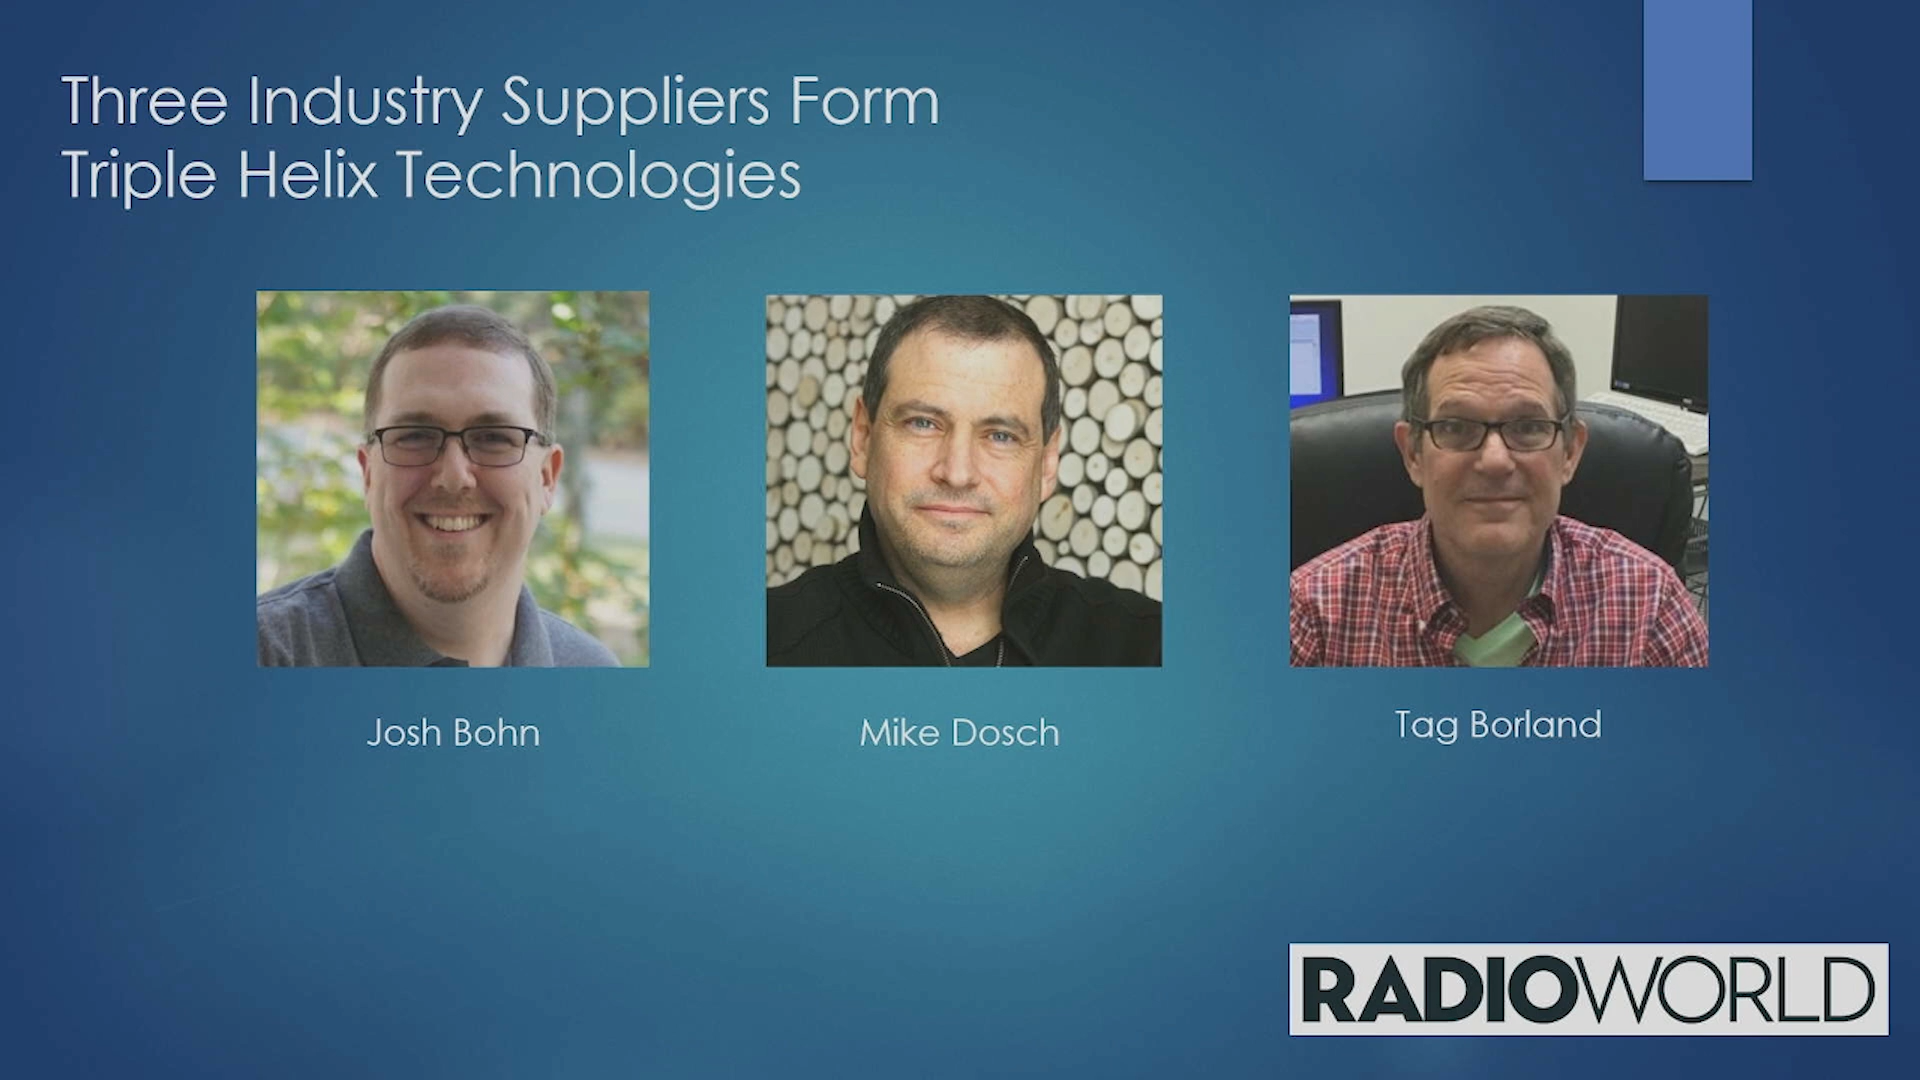 Three Industry Suppliers Form
Triple Helix Technologies
Josh Bohn
Mike Dosch
Tag Borland
RADIOWORLD